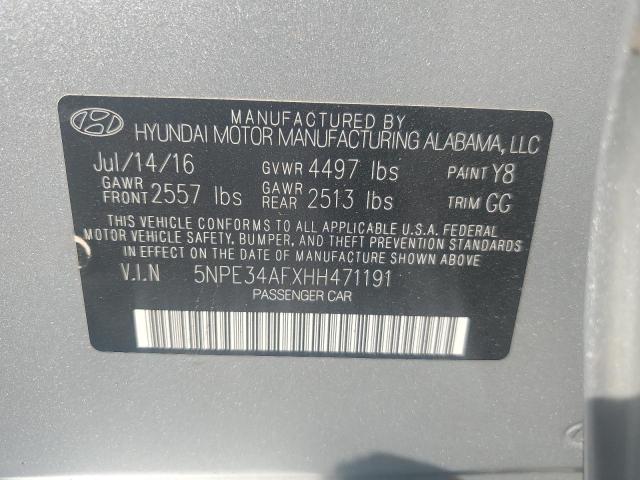 MANUFACTURED BY
HYUNDAI MOTOR MANUFACTURING ALABAMA, LLC
Jul/14/16 GVWR 4497 lbs PAINT Y8
GAWR FRONT 2557 lbs GAWR REAR 2513 lbs TRIM GG
THIS VEHICLE CONFORMS TO ALL APPLICABLE U.S.A. FEDERAL
MOTOR VEHICLE SAFETY, BUMPER, AND THEFT PREVENTION STANDARDS
IN EFFECT ON THE DATE OF MANUFACTURE SHOWN ABOVE.
V.I.N 5NPE34AFXHH471191
PASSENGER CAR